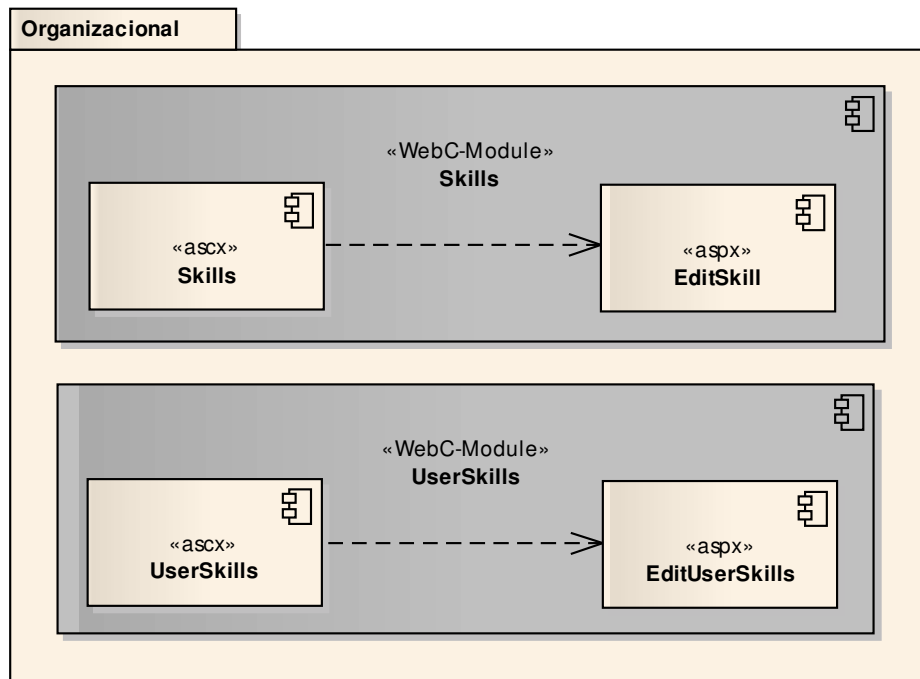 Organizacional
«WebC-Module»
Skills
«ascx»
Skills
«aspx»
EditSkill
«WebC-Module»
UserSkills
«ascx»
UserSkills
«aspx»
EditUserSkills